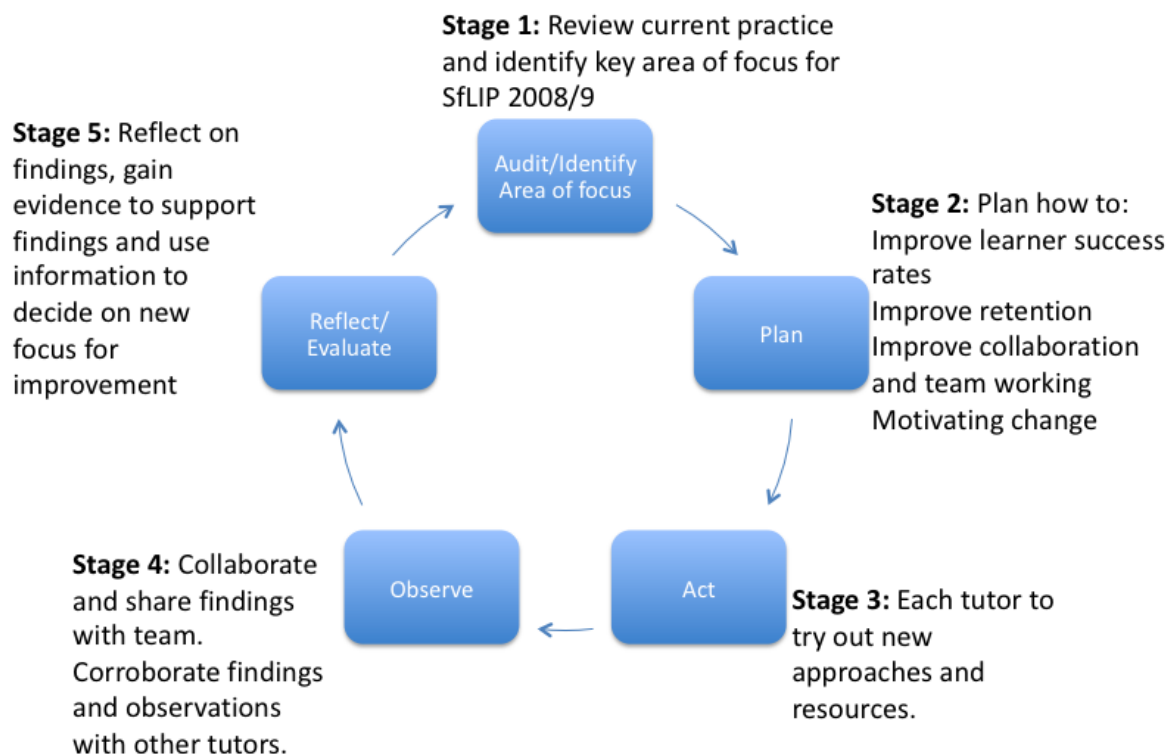 Stage 1: Review current practice
and identify key area of focus for
SfLIP 2008/9
Audit/Identify
Area of focus
Stage 2: Plan how to:
Improve learner success
rates
Improve retention
Improve collaboration
and team working
Motivating change
Plan
Stage 3: Each tutor to
try out new
approaches and
resources.
Act
Stage 4: Collaborate
and share findings
with team.
Corroborate findings
and observations
with other tutors.
Observe
Stage 5: Reflect on
findings, gain
evidence to support
findings and use
information to
decide on new
focus for
improvement
Reflect/
Evaluate